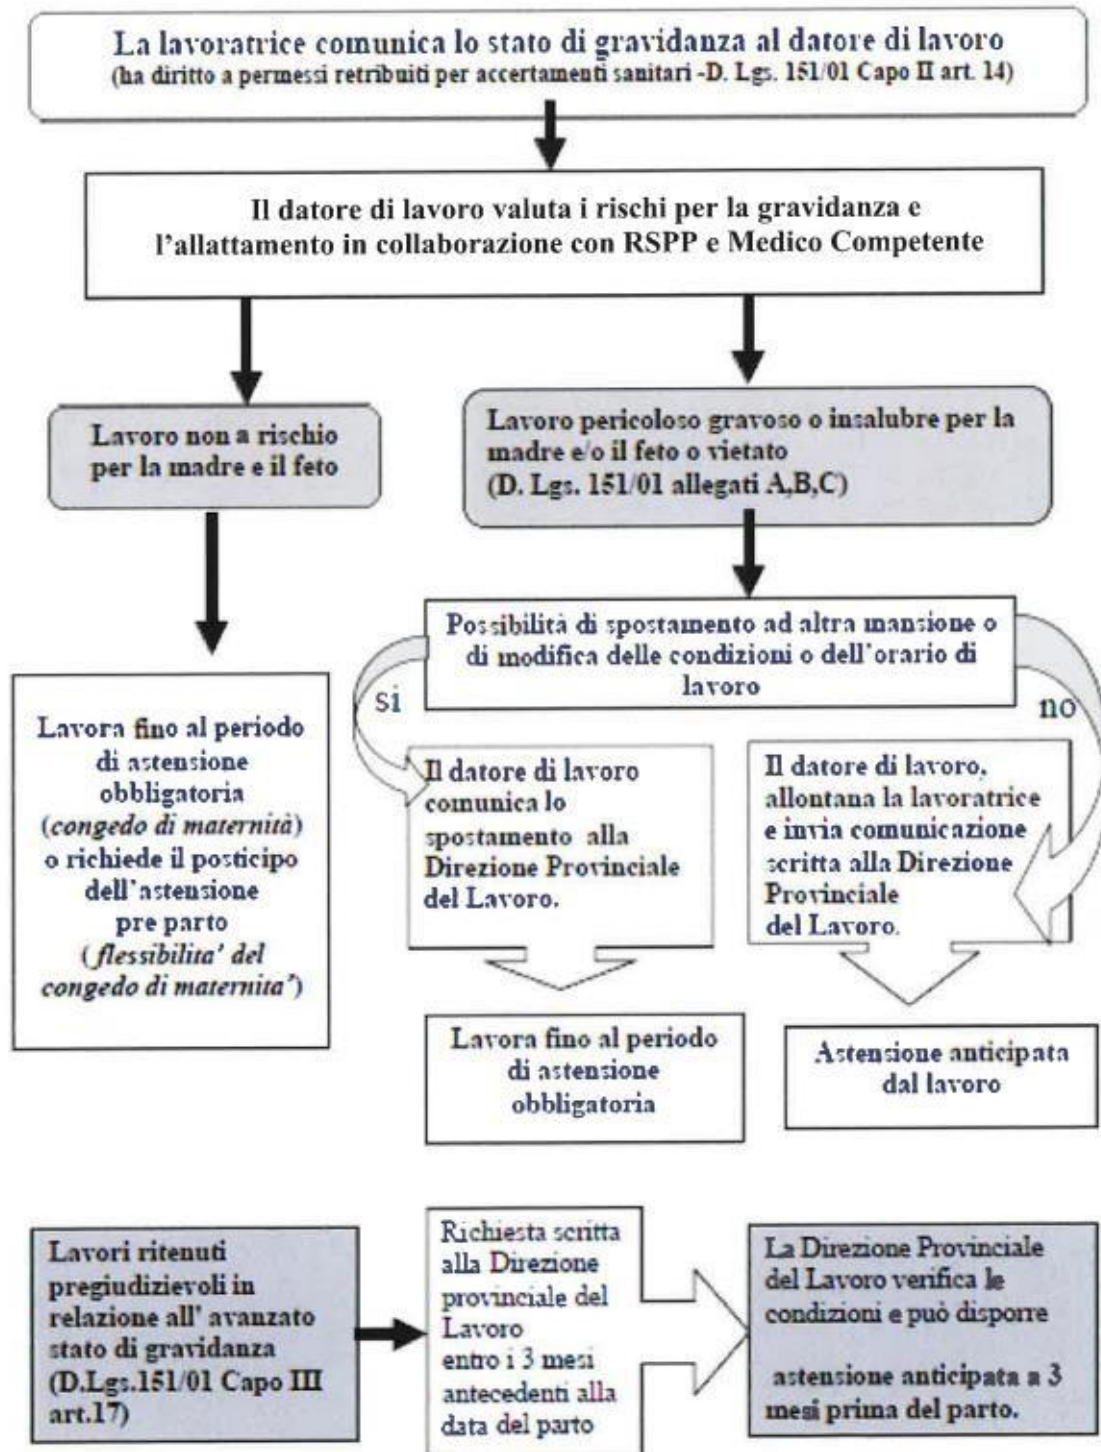 La lavoratrice comunica lo stato di gravidanza al datore di lavoro
(ha diritto a permessi retribuiti per accertamenti sanitari -D. Lgs. 151/01 Capo II art. 14)
Il datore di lavoro valuta i rischi per la gravidanza e
l’allattamento in collaborazione con RSPP e Medico Competente
Lavoro non a rischio
per la madre e il feto
Lavoro pericoloso gravoso o insalubre per la
madre e/o il feto o vietato
(D. Lgs. 151/01 allegati A,B,C)
Possibilità di spostamento ad altra mansione o
di modifica delle condizioni o dell’orario di
lavoro
si
no
Lavora fino al periodo
di astensione
obbligatoria
(congedo di maternità)
o richiede il posticipo
dell’astensione
pre parto
( flessibilita’ del
congedo di maternita’)
Il datore di lavoro
comunica lo
spostamento alla
Direzione Provinciale
del Lavoro.
Il datore di lavoro,
allontana la lavoratrice
e invia comunicazione
scritta alla Direzione
Provinciale
del Lavoro.
Lavora fino al periodo
di astensione
obbligatoria
Astensione anticipata
dal lavoro
Lavori ritenuti
pregiudizievoli in
relazione all’ avanzato
stato di gravidanza
(D.Lgs.151/01 Capo III
art.17)
Richiesta scritta
alla Direzione
provinciale del
Lavoro
entro i 3 mesi
antecedenti alla
data del parto
La Direzione Provinciale
del Lavoro verifica le
condizioni e può disporre
astensione anticipata a 3
mesi prima del parto.